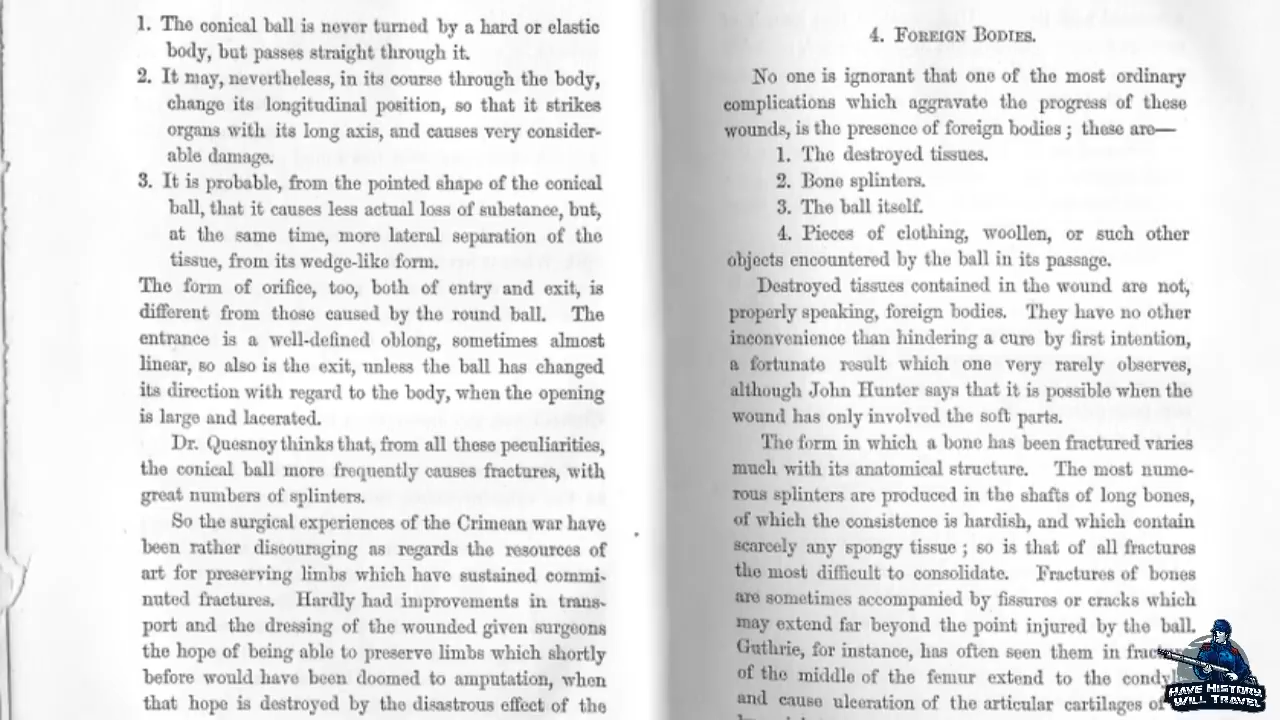 1. The conical ball is never turned by a hard or elastic
body, but passes straight through it.
2. It may, nevertheless, in its course through the body,
change its longitudinal position, so that it strikes
organs with its long axis, and causes very consider-
able damage.
3. It is probable, from the pointed shape of the conical
ball, that it causes less actual loss of substance, but,
at the same time, more lateral separation of the
tissue, from its wedge-like form.
The form of orifice, too, both of entry and exit, is
different from those caused by the round ball. The
entrance is a well-defined oblong, sometimes almost
linear, so also is the exit, unless the ball has changed
its direction with regard to the body, when the opening
is large and lacerated.
Dr. Quesnoy thinks that, from all these peculiarities,
the conical ball more frequently causes fractures, with
great numbers of splinters.
So the surgical experiences of the Crimean war have
been rather discouraging as regards the resources of
art for preserving limbs which have sustained commi-
nuted fractures. Hardly had improvements in trans-
port and the dressing of the wounded given surgeons
the hope of being able to preserve limbs which shortly
before would have been doomed to amputation, when
that hope is destroyed by the disastrous effect of the
4. Foreign Bodies.
No one is ignorant that one of the most ordinary
complications which aggravate the progress of these
wounds, is the presence of foreign bodies; these are—
1. The destroyed tissues.
2. Bone splinters.
3. The ball itself.
4. Pieces of clothing, woollen, or such other
objects encountered by the ball in its passage.
Destroyed tissues contained in the wound are not,
properly speaking, foreign bodies. They have no other
inconvenience than hindering a cure by first intention,
a fortunate result which one very rarely observes,
although John Hunter says that it is possible when the
wound has only involved the soft parts.
The form in which a bone has been fractured varies
much with its anatomical structure. The most nume-
rous splinters are produced in the shafts of long bones,
of which the consistence is hardish, and which contain
scarcely any spongy tissue; so is that of all fractures
the most difficult to consolidate. Fractures of bones
are sometimes accompanied by fissures or cracks which
may extend far beyond the point injured by the ball.
Guthrie, for instance, has often seen them in
of the middle of the femur extend to the
and cause ulceration of the articular cartilages of
HAVE HISTORY
WILL TRAVEL